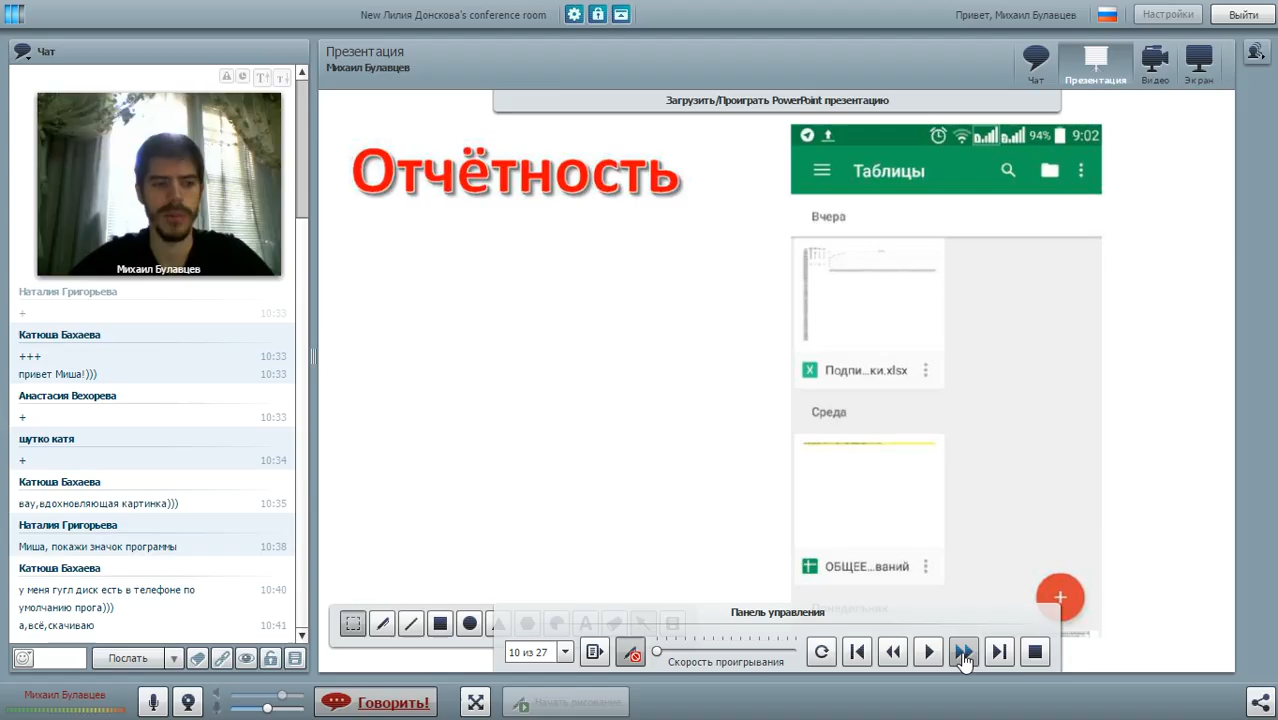 New Лилия Донскова's conference room
Привет, Михаил Булавцев
Настройки
Выйти
Чат
Презентация
Михаил Булавцев
Чат
Презентация
Видео
Экран
Загрузить/Проиграть PowerPoint презентацию
Михаил Булавцев
Наталия Григорьева
+ 10:33
Катюша Бахаева
+++ 10:33
привет Миша!))) 10:33
Анастасия Вехорева
+ 10:33
шутко катя
+ 10:34
Катюша Бахаева
вау,вдохновляющая картинка))) 10:35
Наталия Григорьева
Миша, покажи значок программы 10:38
Катюша Бахаева
у меня гугл диск есть в телефоне по 10:40
умолчанию прога)))
а,всё,скачиваю 10:41
Послать
Отчётность
94% 9:02
Таблицы
Вчера
Подпи...ки.xlsx
Среда
ОБЩЕЕ...ваний
Понедельник
Панель управления
10 из 27
Скорость проигрывания
Михаил Булавцев
Говорить!
Начать рисование